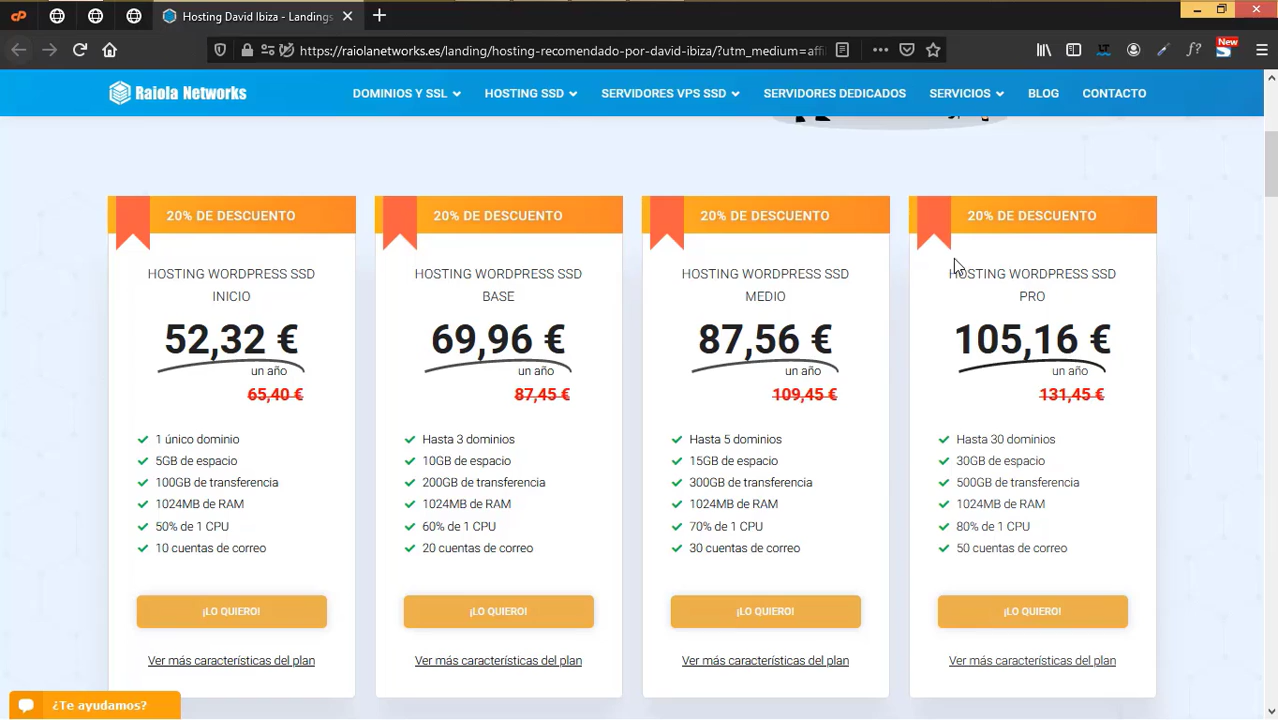 Hosting David Ibiza - Landings
https://raiolanetworks.es/landing/hosting-recomendado-por-david-ibiza/?utm_medium=affi
New
Raiola Networks
DOMINIOS Y SSL
HOSTING SSD
SERVIDORES VPS SSD
SERVIDORES DEDICADOS
SERVICIOS
BLOG
CONTACTO
20% DE DESCUENTO
HOSTING WORDPRESS SSD
INICIO
52,32 €
un año
65,40 €
1 único dominio
5GB de espacio
100GB de transferencia
1024MB de RAM
50% de 1 CPU
10 cuentas de correo
¡LO QUIERO!
Ver más características del plan
20% DE DESCUENTO
HOSTING WORDPRESS SSD
BASE
69,96 €
un año
87,45 €
Hasta 3 dominios
10GB de espacio
200GB de transferencia
1024MB de RAM
60% de 1 CPU
20 cuentas de correo
¡LO QUIERO!
Ver más características del plan
20% DE DESCUENTO
HOSTING WORDPRESS SSD
MEDIO
87,56 €
un año
109,45 €
Hasta 5 dominios
15GB de espacio
300GB de transferencia
1024MB de RAM
70% de 1 CPU
30 cuentas de correo
¡LO QUIERO!
Ver más características del plan
20% DE DESCUENTO
HOSTING WORDPRESS SSD
PRO
105,16 €
un año
131,45 €
Hasta 30 dominios
30GB de espacio
500GB de transferencia
1024MB de RAM
80% de 1 CPU
50 cuentas de correo
¡LO QUIERO!
Ver más características del plan
¿Te ayudamos?